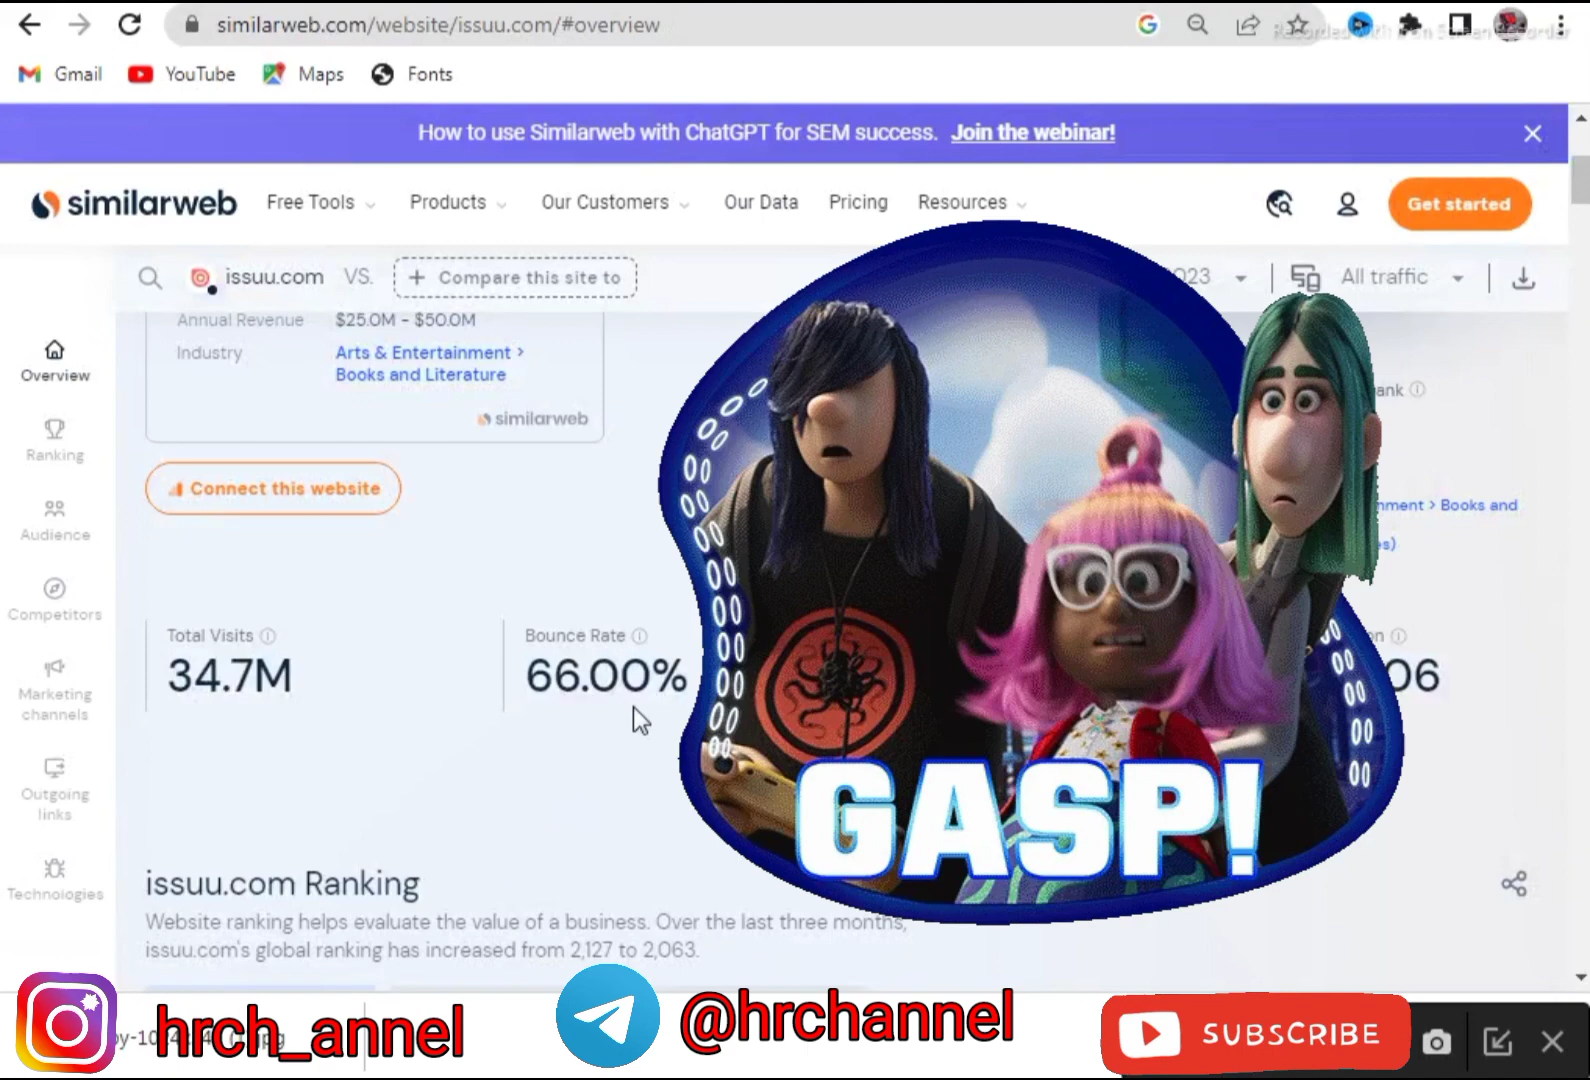 similarweb.com/website/issuu.com/#overview
Gmail
YouTube
Maps
Fonts
How to use Similarweb with ChatGPT for SEM success. Join the webinar!
similarweb
Free Tools
Products
Our Customers
Our Data
Pricing
Resources
Get started
issuu.com VS. + Compare this site to
All traffic
Annual Revenue $25.0M - $50.0M
Industry Arts & Entertainment >
Books and Literature
similarweb
Connect this website
Overview
Ranking
Audience
Competitors
Marketing
channels
Outgoing
links
Technologies
> Books and
Total Visits
34.7M
Bounce Rate
66.00%
06
GASP!
issuu.com Ranking
Website ranking helps evaluate the value of a business. Over the last three months,
issuu.com's global ranking has increased from 2,127 to 2,063.
hrch_annel
@hrchannel
SUBSCRIBE